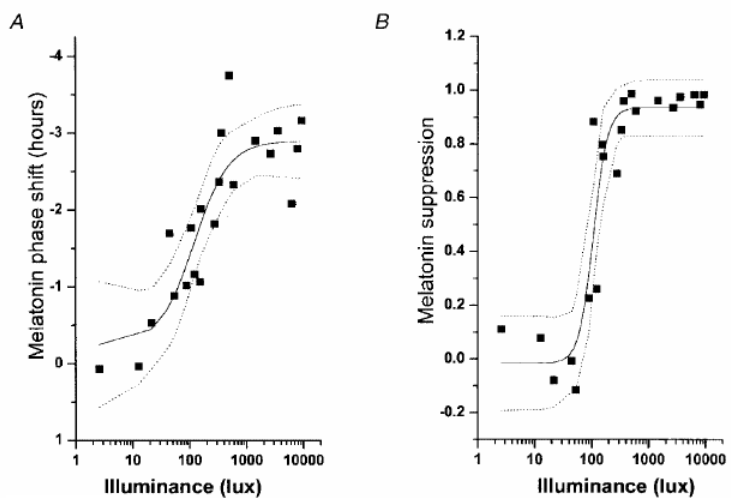 A
B
-4
-3
-2
-1
0
1
Melatonin phase shift (hours)
1 10 100 1000 10000
Illuminance (lux)
1.2
1.0
0.8
0.6
0.4
0.2
0.0
-0.2
Melatonin suppression
1 10 100 1000 10000
Illuminance (lux)